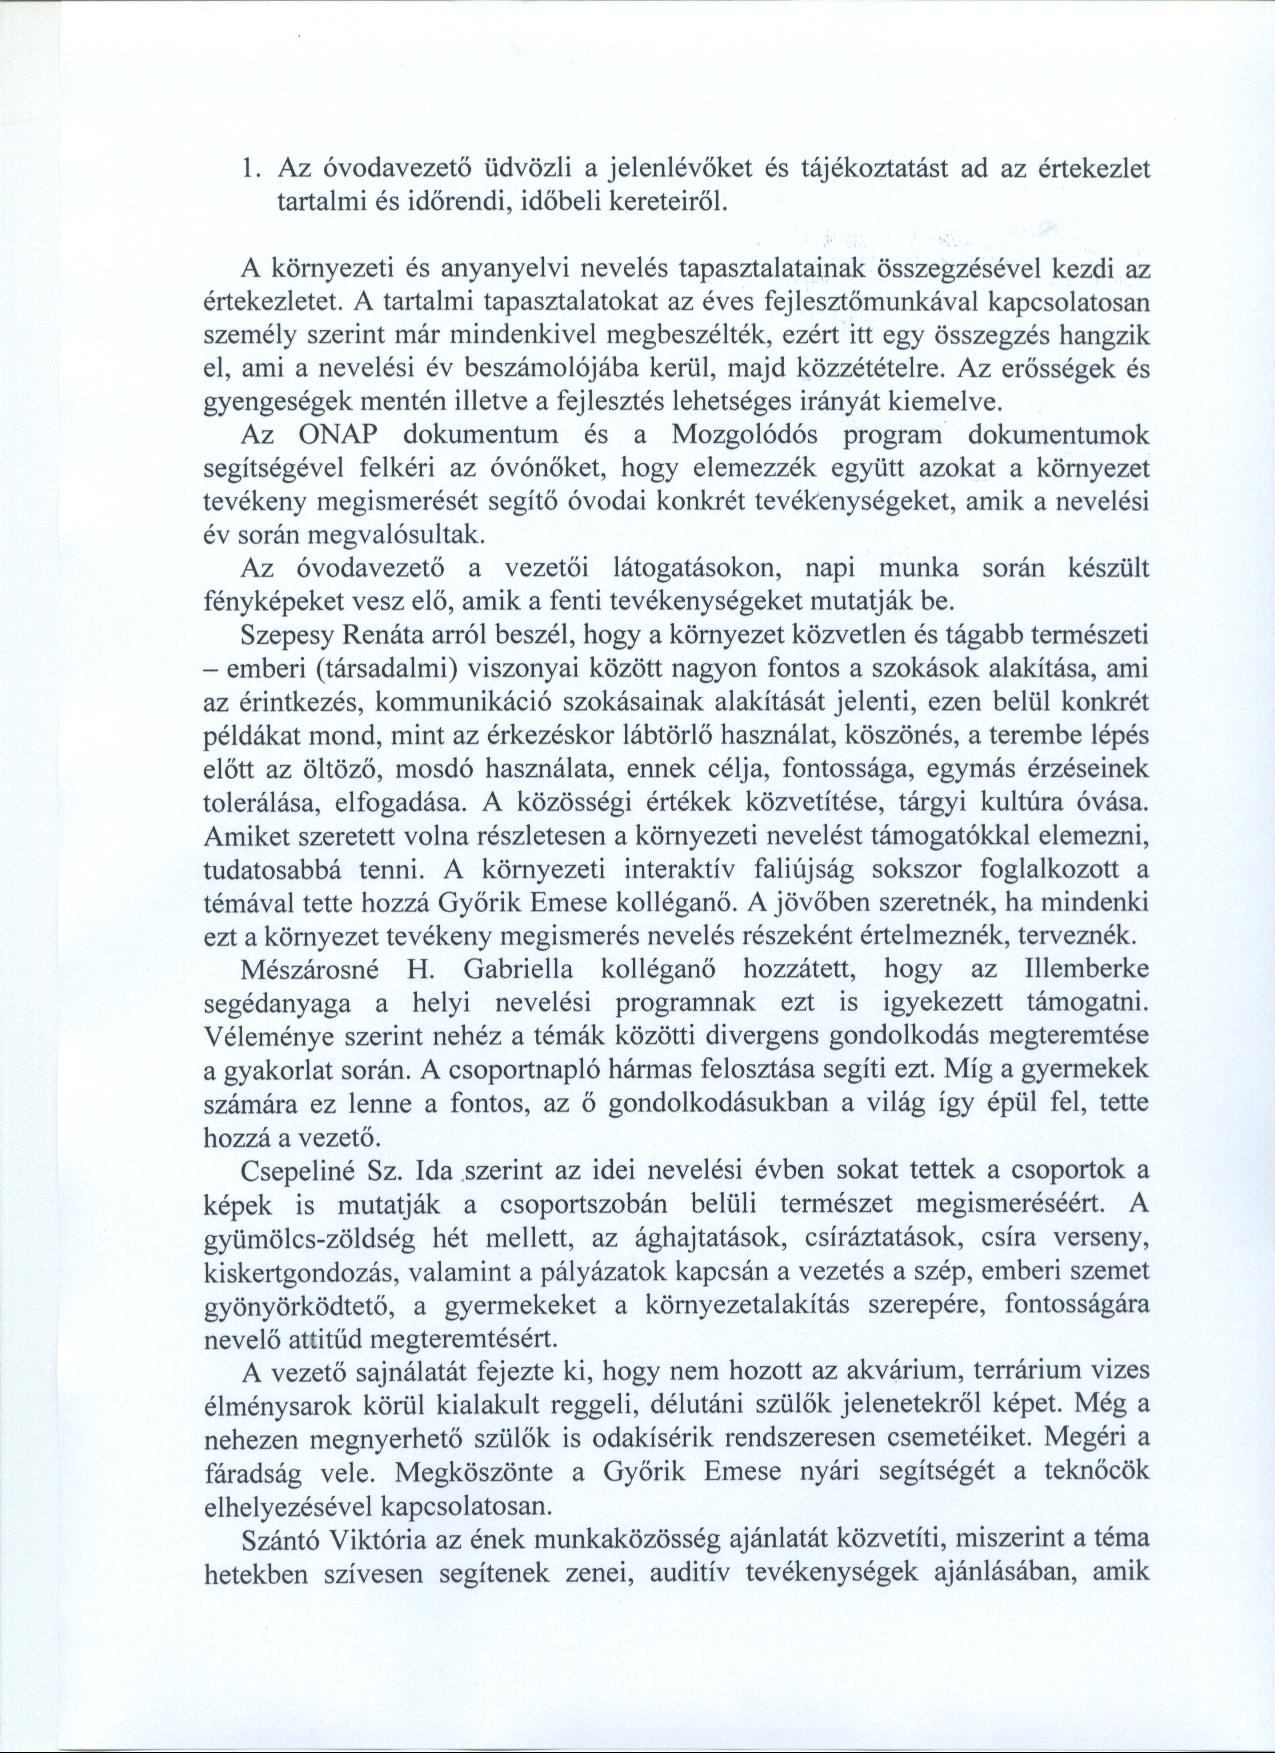 1. Az óvodavezető üdvözli a jelenlévőket és tájékoztatást ad az értekezlet
tartalmi és időrendi, időbeli kereteiről.
A környezeti és anyanyelvi nevelés tapasztalatainak összegzésével kezdi az
értekezletet. A tartalmi tapasztalatokat az éves fejlesztőmunkával kapcsolatosan
személy szerint már mindenkivel megbeszélték, ezért itt egy összegzés hangzik
el, ami a nevelési év beszámolójába kerül, majd közzétételre. Az erősségek és
gyengeségek mentén illetve a fejlesztés lehetséges irányát kiemelve.
Az ONAP dokumentum és a Mozgolódós program dokumentumok
segítségével felkéri az óvónőket, hogy elemezzék együtt azokat a környezet
tevékeny megismerését segítő óvodai konkrét tevékenységeket, amik a nevelési
év során megvalósultak.
Az óvodavezető a vezetői látogatásokon, napi munka során készült
fényképeket vesz elő, amik a fenti tevékenységeket mutatják be.
Szepesy Renáta arról beszél, hogy a környezet közvetlen és tágabb természeti
– emberi (társadalmi) viszonyai között nagyon fontos a szokások alakítása, ami
az érintkezés, kommunikáció szokásainak alakítását jelenti, ezen belül konkrét
példákat mond, mint az érkezéskor lábtörlő használat, köszönés, a terembe lépés
előtt az öltöző, mosdó használata, ennek célja, fontossága, egymás érzéseinek
tolerálása, elfogadása. A közösségi értékek közvetítése, tárgyi kultúra óvása.
Amiket szeretett volna részletesen a környezeti nevelést támogatókkal elemezni,
tudatosabbá tenni. A környezeti interaktív faliújság sokszor foglalkozott a
témával tette hozzá Győrik Emese kolléganő. A jövőben szeretnék, ha mindenki
ezt a környezet tevékeny megismerés nevelés részeként értelmeznék, terveznék.
Mészárosné H. Gabriella kolléganő hozzátett, hogy az Illemberke
segédanyaga a helyi nevelési programnak ezt is igyekezett támogatni.
Véleménye szerint nehéz a témák közötti divergens gondolkodás megteremtése
a gyakorlat során. A csoportnapló hármas felosztása segíti ezt. Míg a gyermekek
számára ez lenne a fontos, az ő gondolkodásukban a világ így épül fel, tette
hozzá a vezető.
Csepeliné Sz. Ida szerint az idei nevelési évben sokat tettek a csoportok a
képek is mutatják a csoportszobán belüli természet megismeréséért. A
gyümölcs-zöldség hét mellett, az ághajtatások, csíráztatások, csíra verseny,
kiskertgondozás, valamint a pályázatok kapcsán a vezetés a szép, emberi szemet
gyönyörködtető, a gyermekeket a környezetalakítás szerepére, fontosságára
nevelő attitűd megteremtésért.
A vezető sajnálatát fejezte ki, hogy nem hozott az akvárium, terrárium vizes
élménysarok körül kialakult reggeli, délutáni szülők jelenetekről képet. Még a
nehezen megnyerhető szülők is odakísérik rendszeresen csemetéiket. Megéri a
fáradság vele. Megköszönte a Győrik Emese nyári segítségét a teknőcök
elhelyezésével kapcsolatosan.
Szántó Viktória az ének munkaközösség ajánlatát közvetíti, miszerint a téma
hetekben szívesen segítenek zenei, auditív tevékenységek ajánlásában, amik